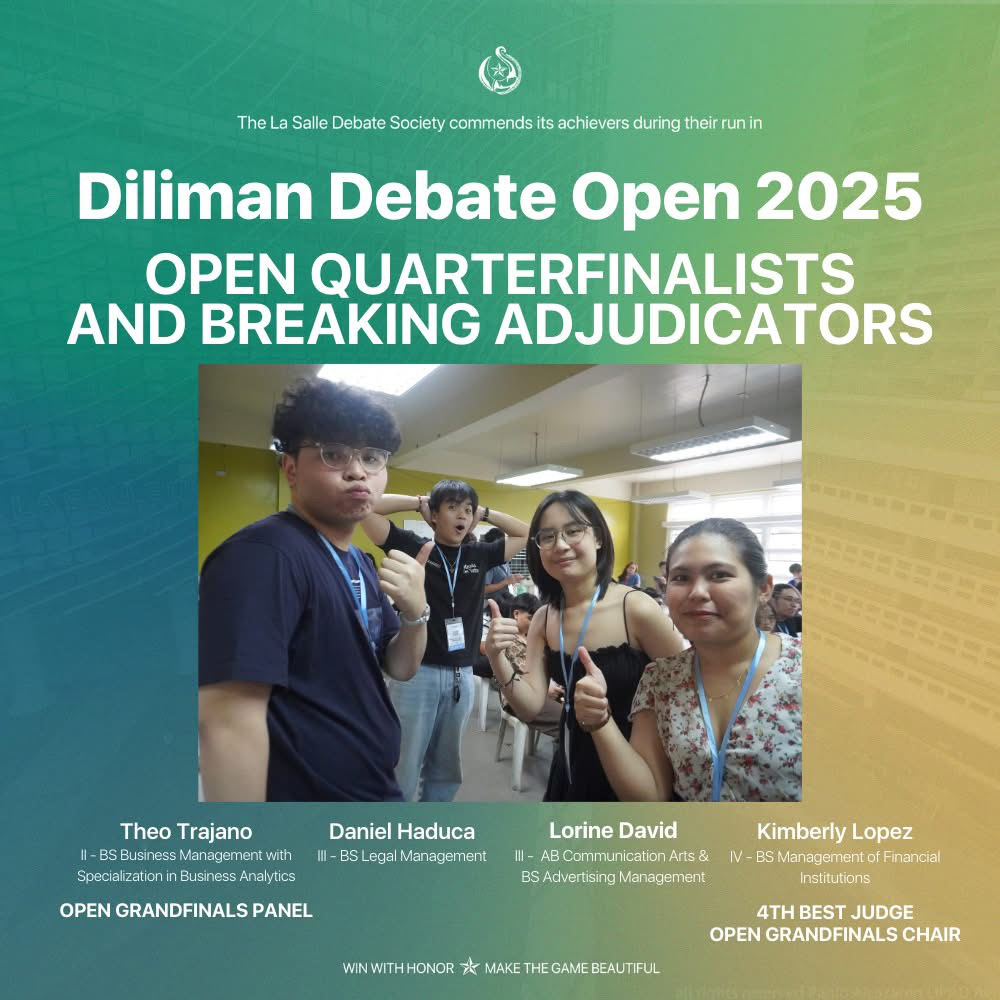 The La Salle Debate Society commends its achievers during their run in
Diliman Debate Open 2025
OPEN QUARTERFINALISTS
AND BREAKING ADJUDICATORS
Theo Trajano
II - BS Business Management with
Specialization in Business Analytics
OPEN GRANDFINALS PANEL
Daniel Haduca
III - BS Legal Management
Lorine David
III - AB Communication Arts &
BS Advertising Management
Kimberly Lopez
IV - BS Management of Financial
Institutions
4TH BEST JUDGE
OPEN GRANDFINALS CHAIR
WIN WITH HONOR MAKE THE GAME BEAUTIFUL